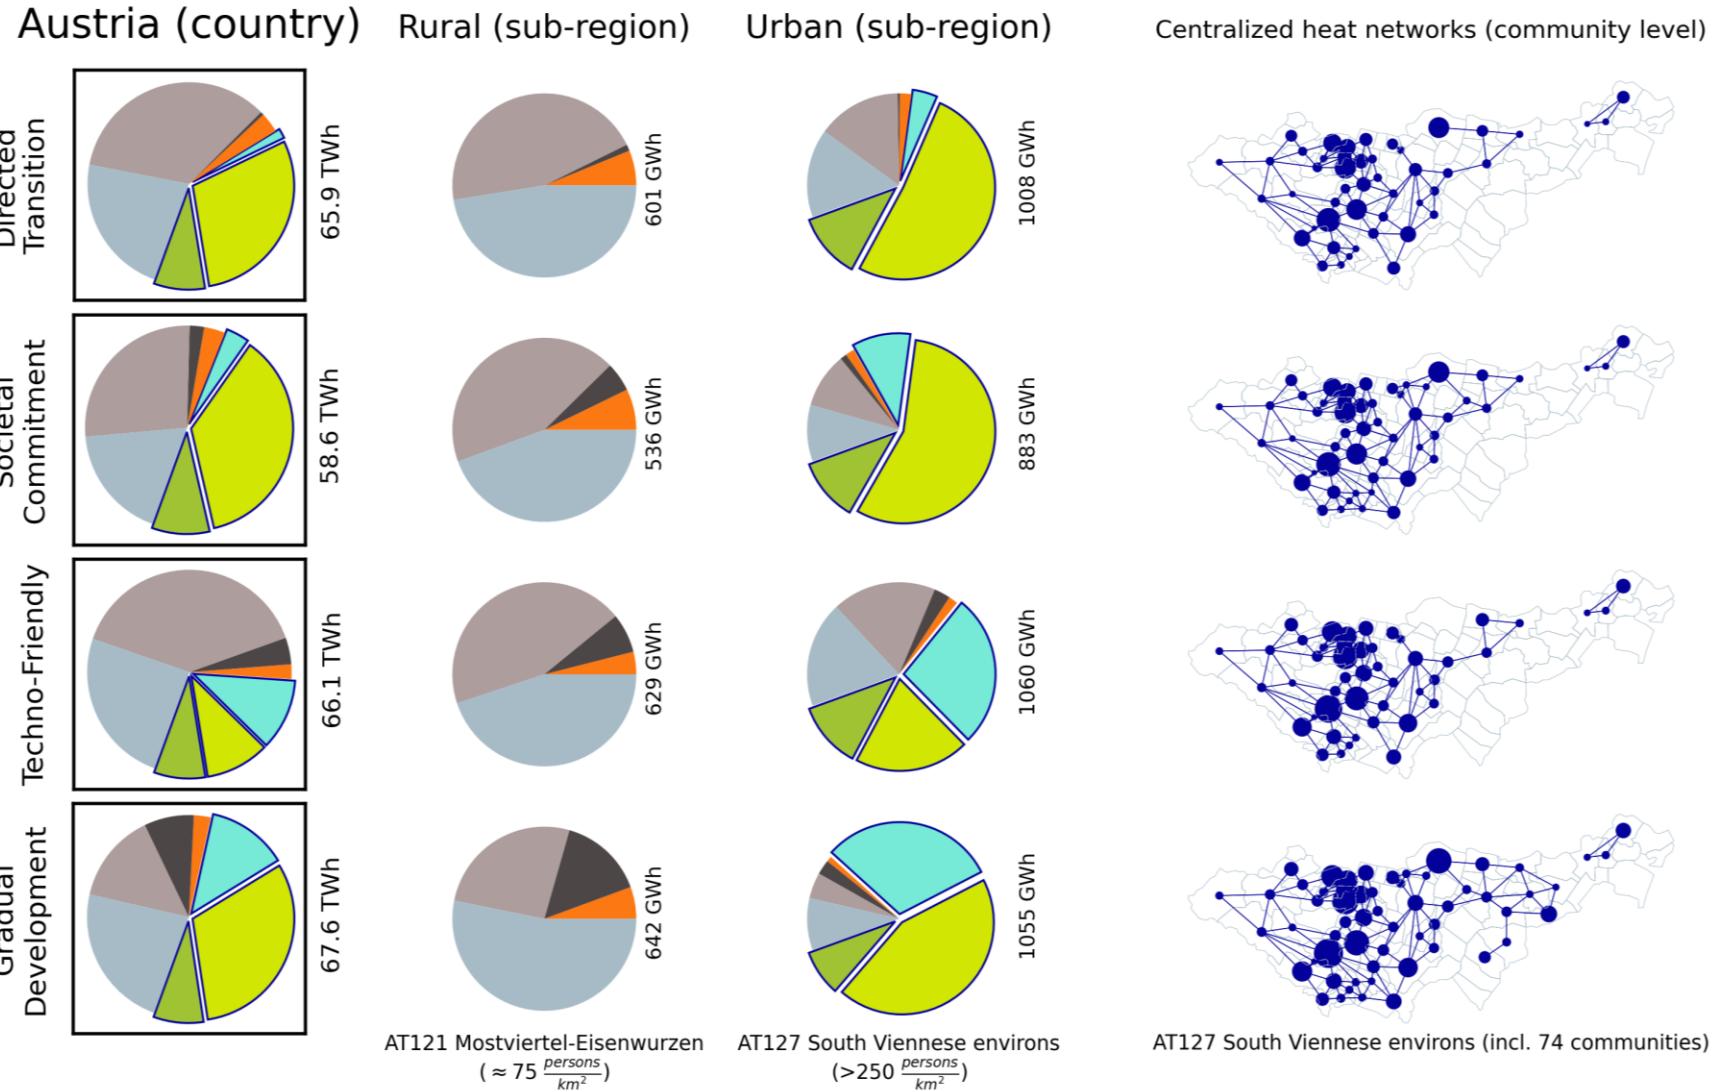 Austria (country) Rural (sub-region) Urban (sub-region) Centralized heat networks (community level)
Directed
Transition
65.9 TWh
601 GWh
1008 GWh
Societal
Commitment
58.6 TWh
536 GWh
883 GWh
Techno-Friendly
66.1 TWh
629 GWh
1060 GWh
Gradual
Development
67.6 TWh
642 GWh
1055 GWh
AT121 Mostviertel-Eisenwurzen
(≈75 persons/km²)
AT127 South Viennese environs
(>250 persons/km²)
AT127 South Viennese environs (incl. 74 communities)